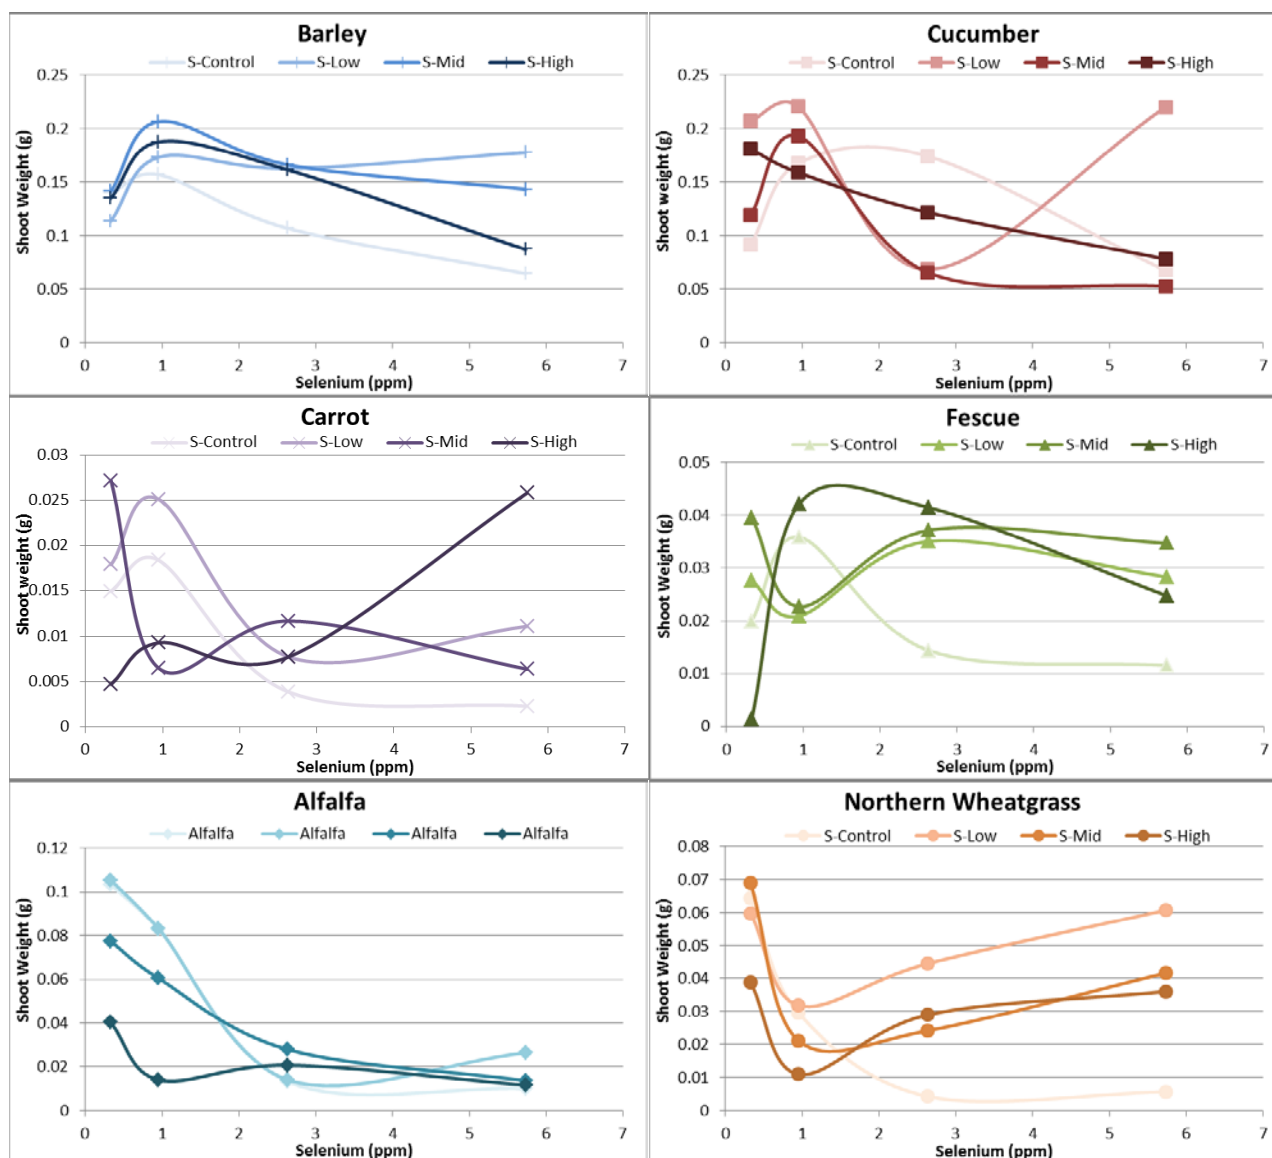 Barley
S-Control S-Low S-Mid S-High
Shoot Weight (g)
0.25
0.2
0.15
0.1
0.05
0
0 1 2 3 4 5 6 7
Selenium (ppm)
Cucumber
S-Control S-Low S-Mid S-High
Shoot weight (g)
0.25
0.2
0.15
0.1
0.05
0
0 1 2 3 4 5 6 7
Selenium (ppm)
Carrot
S-Control S-Low S-Mid S-High
Shoot weight (g)
0.03
0.025
0.02
0.015
0.01
0.005
0
0 1 2 3 4 5 6 7
Selenium (ppm)
Fescue
S-Control S-Low S-Mid S-High
Shoot Weight (g)
0.05
0.04
0.03
0.02
0.01
0
0 1 2 3 4 5 6 7
Selenium (ppm)
Alfalfa
Alfalfa Alfalfa Alfalfa Alfalfa
Shoot Weight (g)
0.12
0.1
0.08
0.06
0.04
0.02
0
0 1 2 3 4 5 6 7
Selenium (ppm)
Northern Wheatgrass
S-Control S-Low S-Mid S-High
Shoot Weight (g)
0.08
0.07
0.06
0.05
0.04
0.03
0.02
0.01
0
0 1 2 3 4 5 6 7
Selenium (ppm)